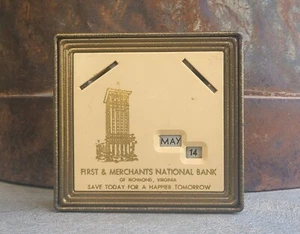 MAY
14
FIRST & MERCHANTS NATIONAL BANK
OF RICHMOND, VIRGINIA
SAVE TODAY FOR A HAPPIER TOMORROW